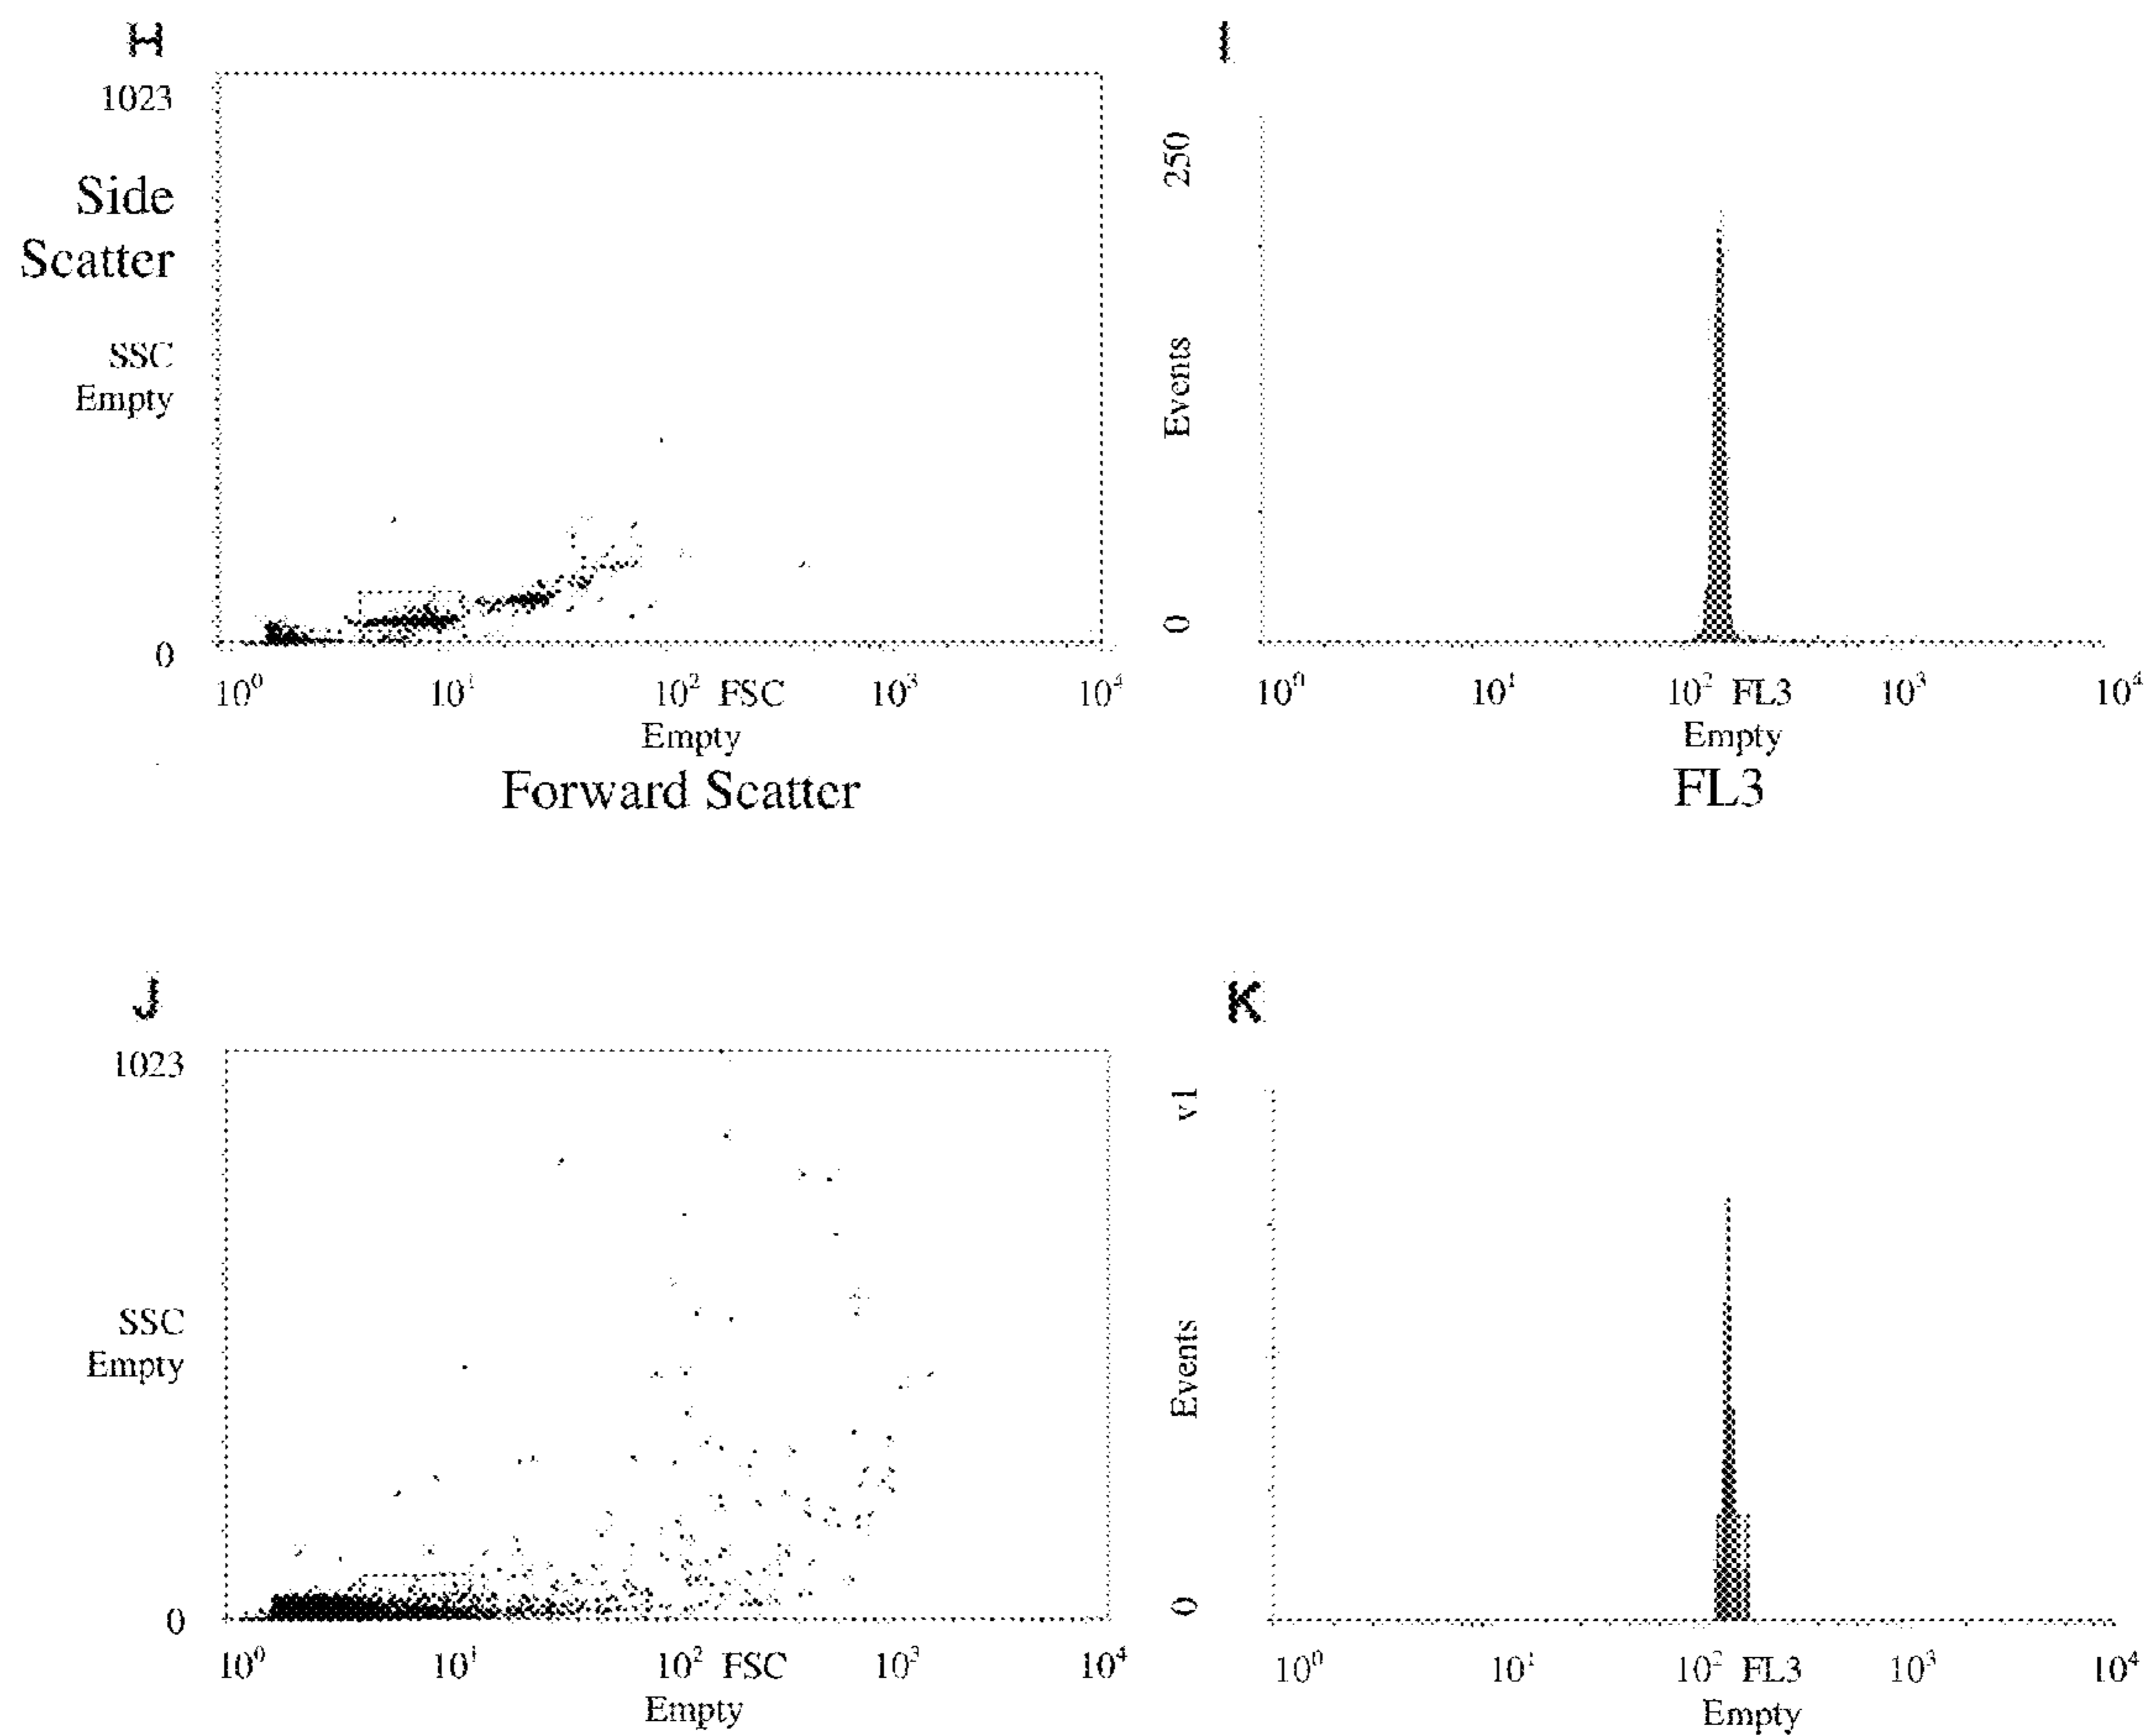 H
1023
Side
Scatter
SSC
Empty
0
10⁰ 10¹ 10² FSC 10³ 10⁴
Empty
Forward Scatter
I
250
Events
0
10⁰ 10¹ 10² FL3 10³ 10⁴
Empty
FL3
J
1023
SSC
Empty
0
10⁰ 10¹ 10² FSC 10³ 10⁴
Empty
K
v1
Events
0
10⁰ 10¹ 10² FL3 10³ 10⁴
Empty